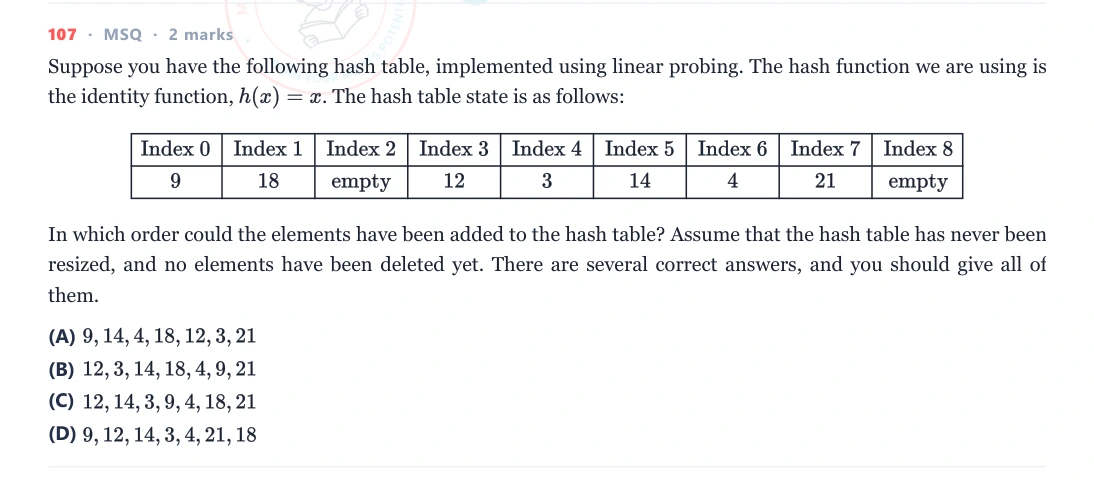 107 · MSQ · 2 marks
Suppose you have the following hash table, implemented using linear probing. The hash function we are using is
the identity function, h(x) = x. The hash table state is as follows:
Index 0 Index 1 Index 2 Index 3 Index 4 Index 5 Index 6 Index 7 Index 8
9 18 empty 12 3 14 4 21 empty
In which order could the elements have been added to the hash table? Assume that the hash table has never been
resized, and no elements have been deleted yet. There are several correct answers, and you should give all of
them.
(A) 9, 14, 4, 18, 12, 3, 21
(B) 12, 3, 14, 18, 4, 9, 21
(C) 12, 14, 3, 9, 4, 18, 21
(D) 9, 12, 14, 3, 4, 21, 18